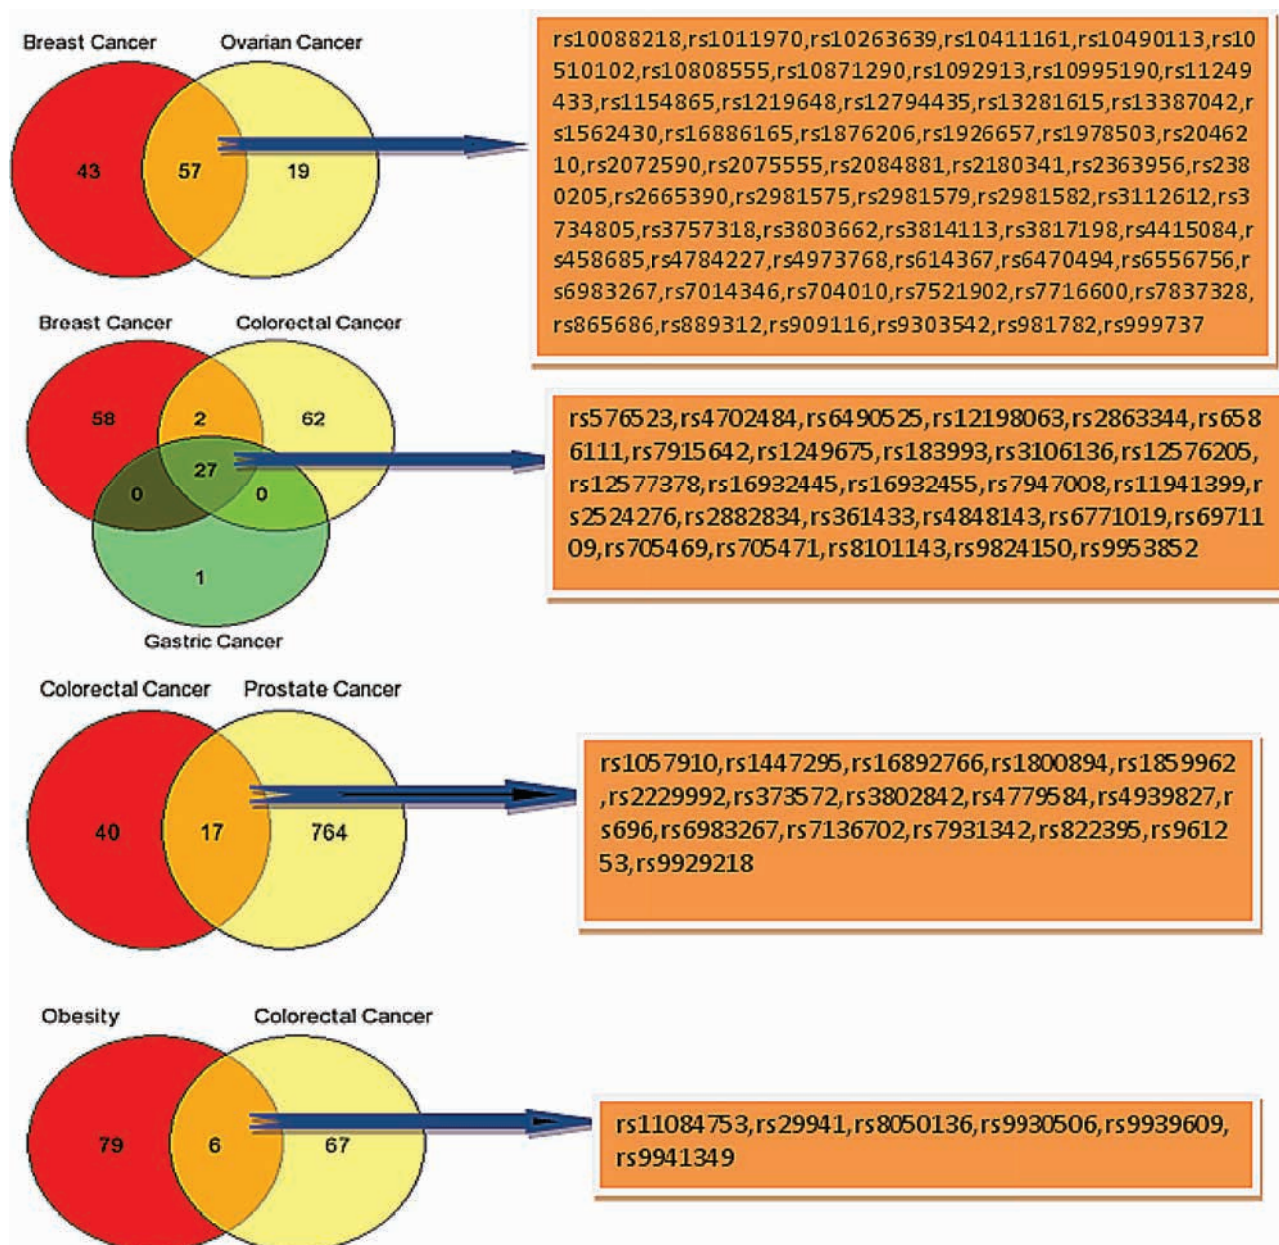 Breast Cancer
Ovarian Cancer
43
57
19
rs10088218,rs1011970,rs10263639,rs10411161,rs10490113,rs10
510102,rs10808555,rs10871290,rs1092913,rs10995190,rs11249
433,rs1154865,rs1219648,rs12794435,rs13281615,rs13387042,r
s1562430,rs16886165,rs1876206,rs1926657,rs1978503,rs20462
10,rs2072590,rs2075555,rs2084881,rs2180341,rs2363956,rs238
0205,rs2665390,rs2981575,rs2981579,rs2981582,rs3112612,rs3
734805,rs3757318,rs3803662,rs3814113,rs3817198,rs4415084,r
s458685,rs4784227,rs4973768,rs614367,rs6470494,rs6556756,r
s6983267,rs7014346,rs704010,rs7521902,rs7716600,rs7837328,
rs865686,rs889312,rs909116,rs9303542,rs981782,rs999737
Breast Cancer
Colorectal Cancer
58
2
62
27
0
0
1
Gastric Cancer
rs576523,rs4702484,rs6490525,rs12198063,rs2863344,rs658
6111,rs7915642,rs1249675,rs183993,rs3106136,rs12576205,
rs12577378,rs16932445,rs16932455,rs7947008,rs11941399,r
s2524276,rs2882834,rs361433,rs4848143,rs6771019,rs69711
09,rs705469,rs705471,rs8101143,rs9824150,rs9953852
Colorectal Cancer
Prostate Cancer
40
17
764
rs1057910,rs1447295,rs16892766,rs1800894,rs1859962
,rs2229992,rs373572,rs3802842,rs4779584,rs4939827,r
s696,rs6983267,rs7136702,rs7931342,rs822395,rs9612
53,rs9929218
Obesity
Colorectal Cancer
79
6
67
rs11084753,rs29941,rs8050136,rs9930506,rs9939609,
rs9941349